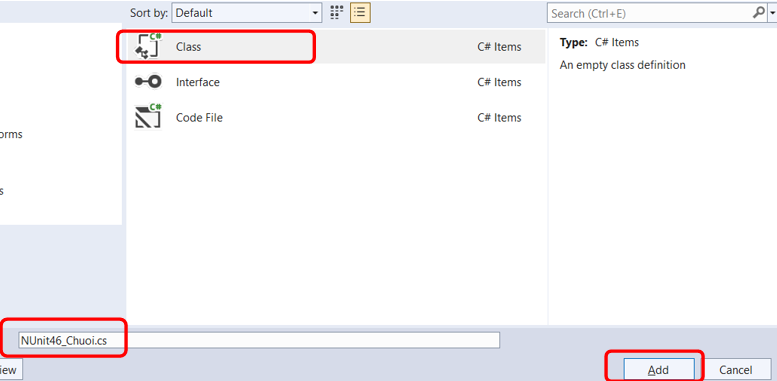 Sort by: Default
Search (Ctrl+E)
C#
Class
C# Items
Type: C# Items
An empty class definition
Interface
C# Items
C#
Code File
C# Items
orms
s
NUnit46_Chuoi.cs
iew
Add
Cancel